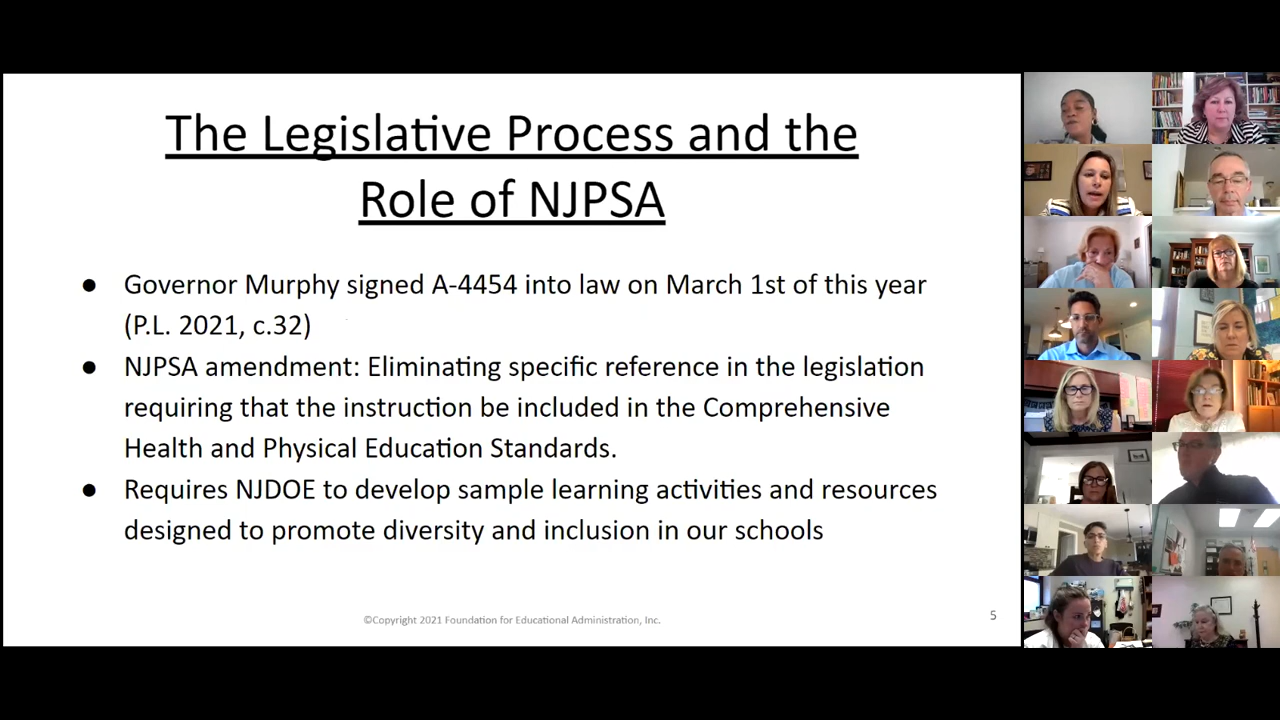 The Legislative Process and the
Role of NJPSA
● Governor Murphy signed A-4454 into law on March 1st of this year
(P.L. 2021, c.32)
● NJPSA amendment: Eliminating specific reference in the legislation
requiring that the instruction be included in the Comprehensive
Health and Physical Education Standards.
● Requires NJDOE to develop sample learning activities and resources
designed to promote diversity and inclusion in our schools
©Copyright 2021 Foundation for Educational Administration, Inc.
5